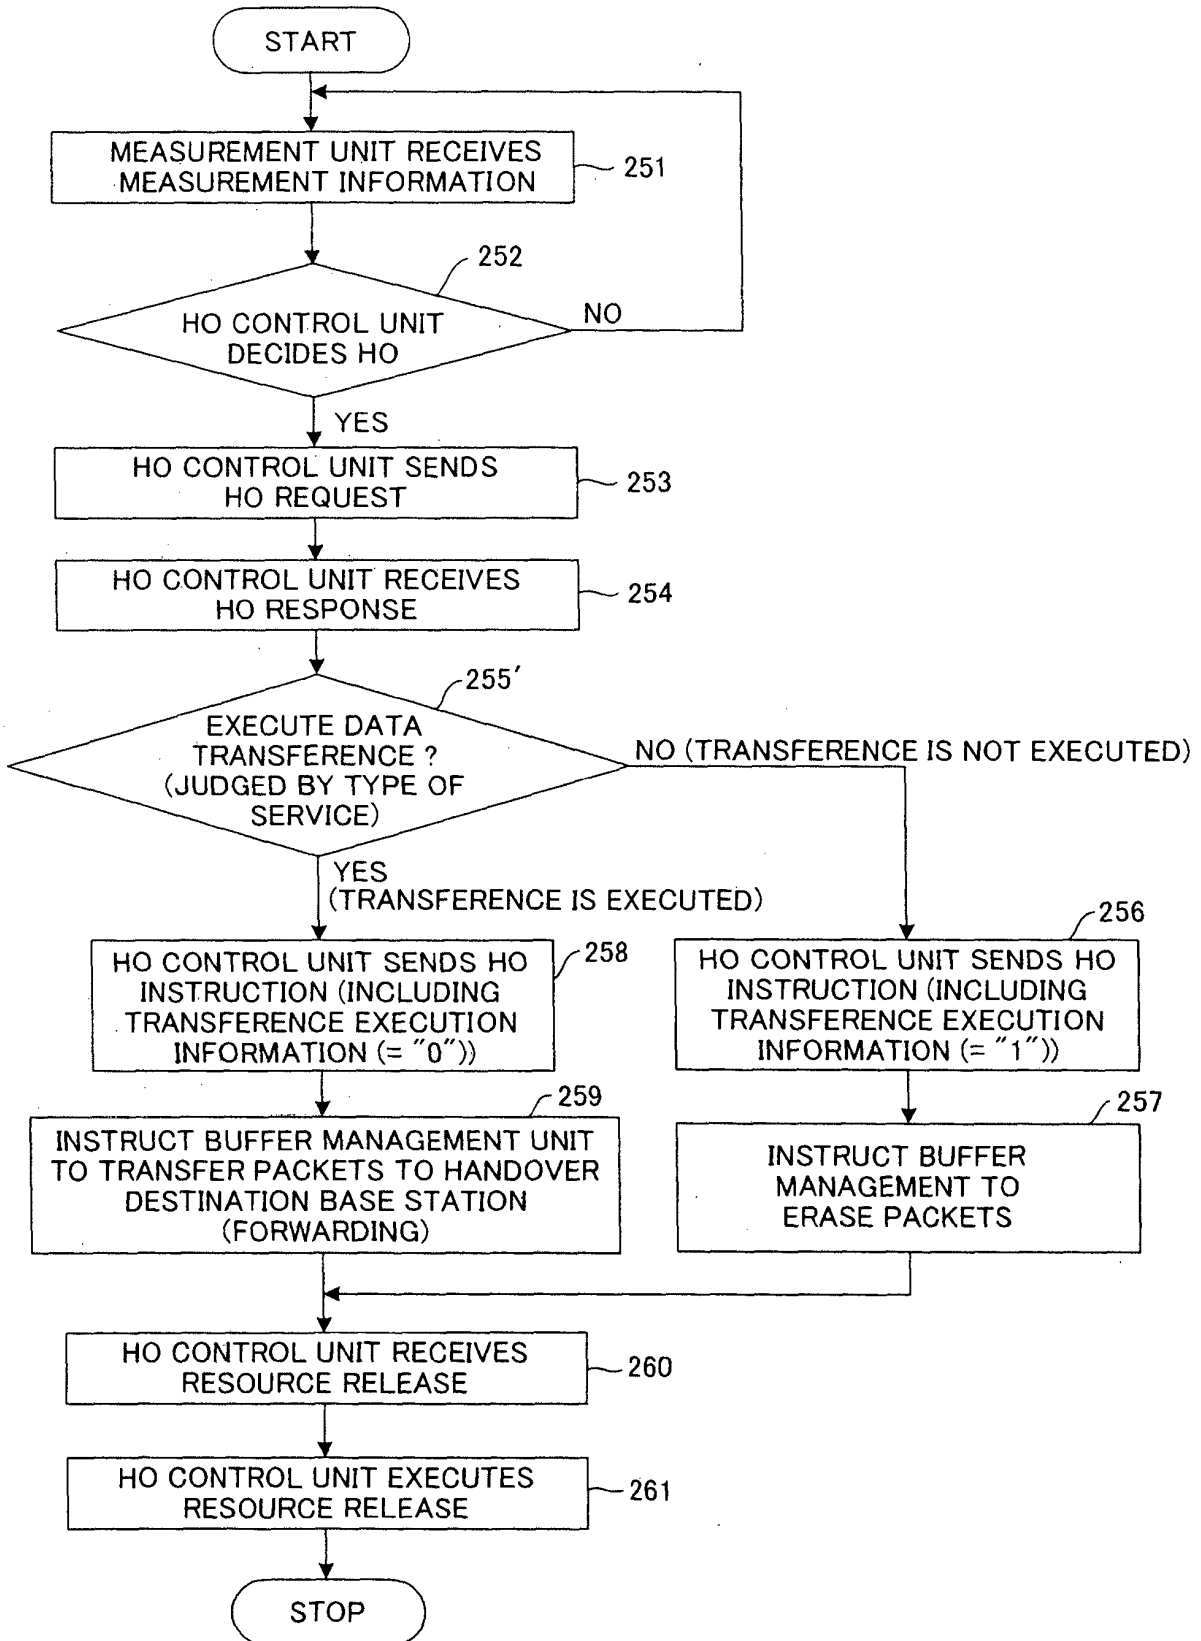 START
MEASUREMENT UNIT RECEIVES
MEASUREMENT INFORMATION
251
252
HO CONTROL UNIT
DECIDES HO
NO
YES
HO CONTROL UNIT SENDS
HO REQUEST
253
HO CONTROL UNIT RECEIVES
HO RESPONSE
254
255′
EXECUTE DATA
TRANSFERENCE ?
(JUDGED BY TYPE OF
SERVICE)
NO (TRANSFERENCE IS NOT EXECUTED)
YES
(TRANSFERENCE IS EXECUTED)
258
HO CONTROL UNIT SENDS HO
INSTRUCTION (INCLUDING
TRANSFERENCE EXECUTION
INFORMATION (= ″0″))
256
HO CONTROL UNIT SENDS HO
INSTRUCTION (INCLUDING
TRANSFERENCE EXECUTION
INFORMATION (= ″1″))
259
INSTRUCT BUFFER MANAGEMENT UNIT
TO TRANSFER PACKETS TO HANDOVER
DESTINATION BASE STATION
(FORWARDING)
257
INSTRUCT BUFFER
MANAGEMENT TO
ERASE PACKETS
HO CONTROL UNIT RECEIVES
RESOURCE RELEASE
260
HO CONTROL UNIT EXECUTES
RESOURCE RELEASE
261
STOP